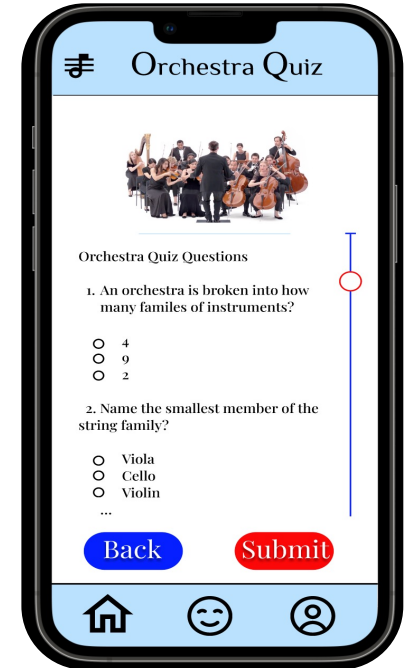 Orchestra Quiz
Orchestra Quiz Questions
1. An orchestra is broken into how
many familes of instruments?
4
9
2
2. Name the smallest member of the
string family?
Viola
Cello
Violin
...
Back
Submit